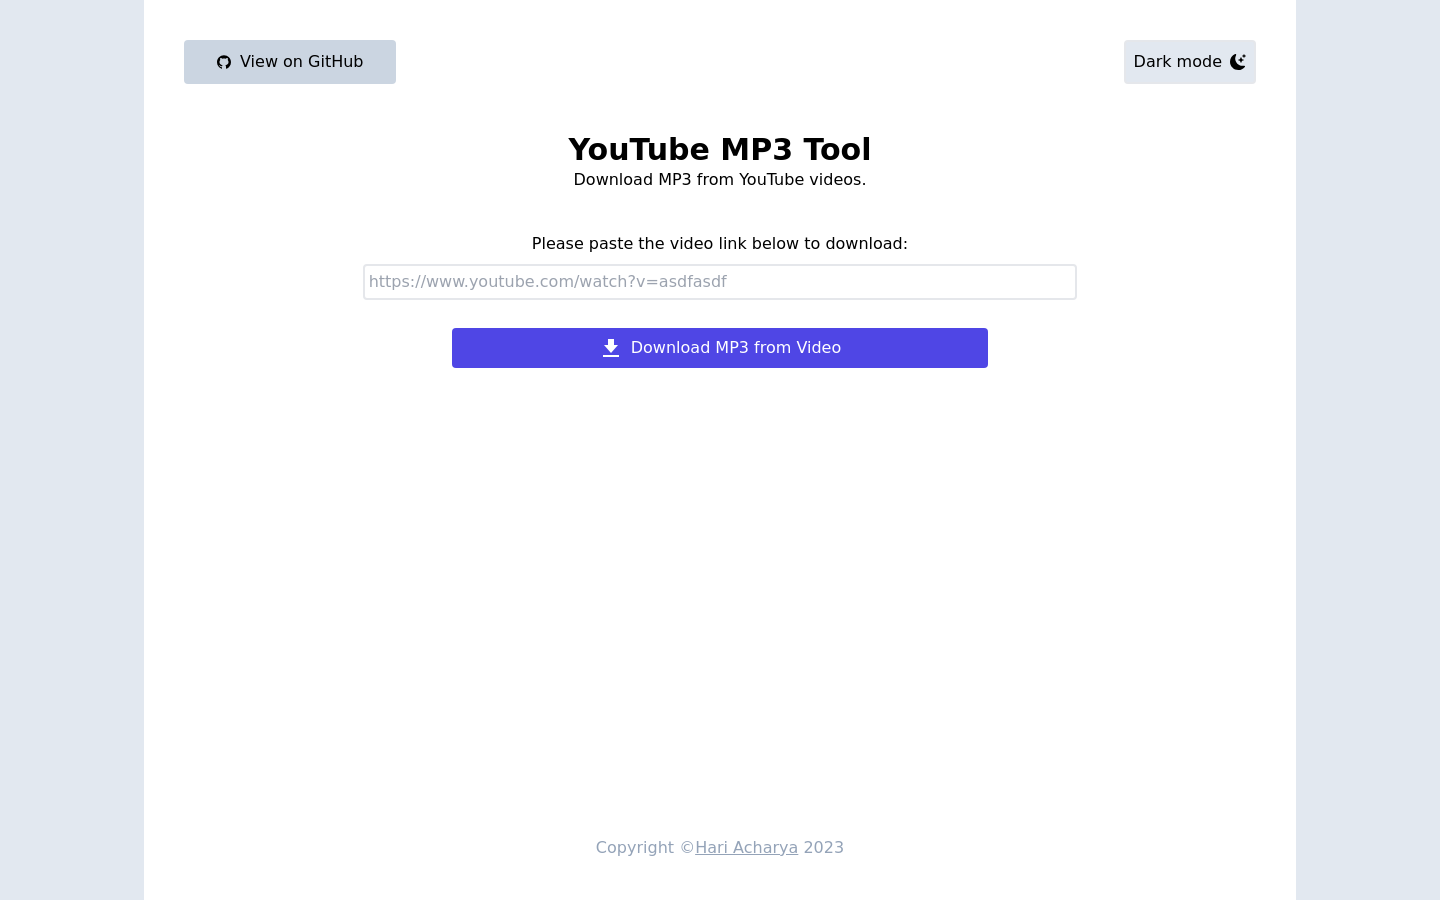 View on GitHub
Dark mode
YouTube MP3 Tool
Download MP3 from YouTube videos.
Please paste the video link below to download:
https://www.youtube.com/watch?v=asdfasdf
Download MP3 from Video
Copyright ©Hari Acharya 2023